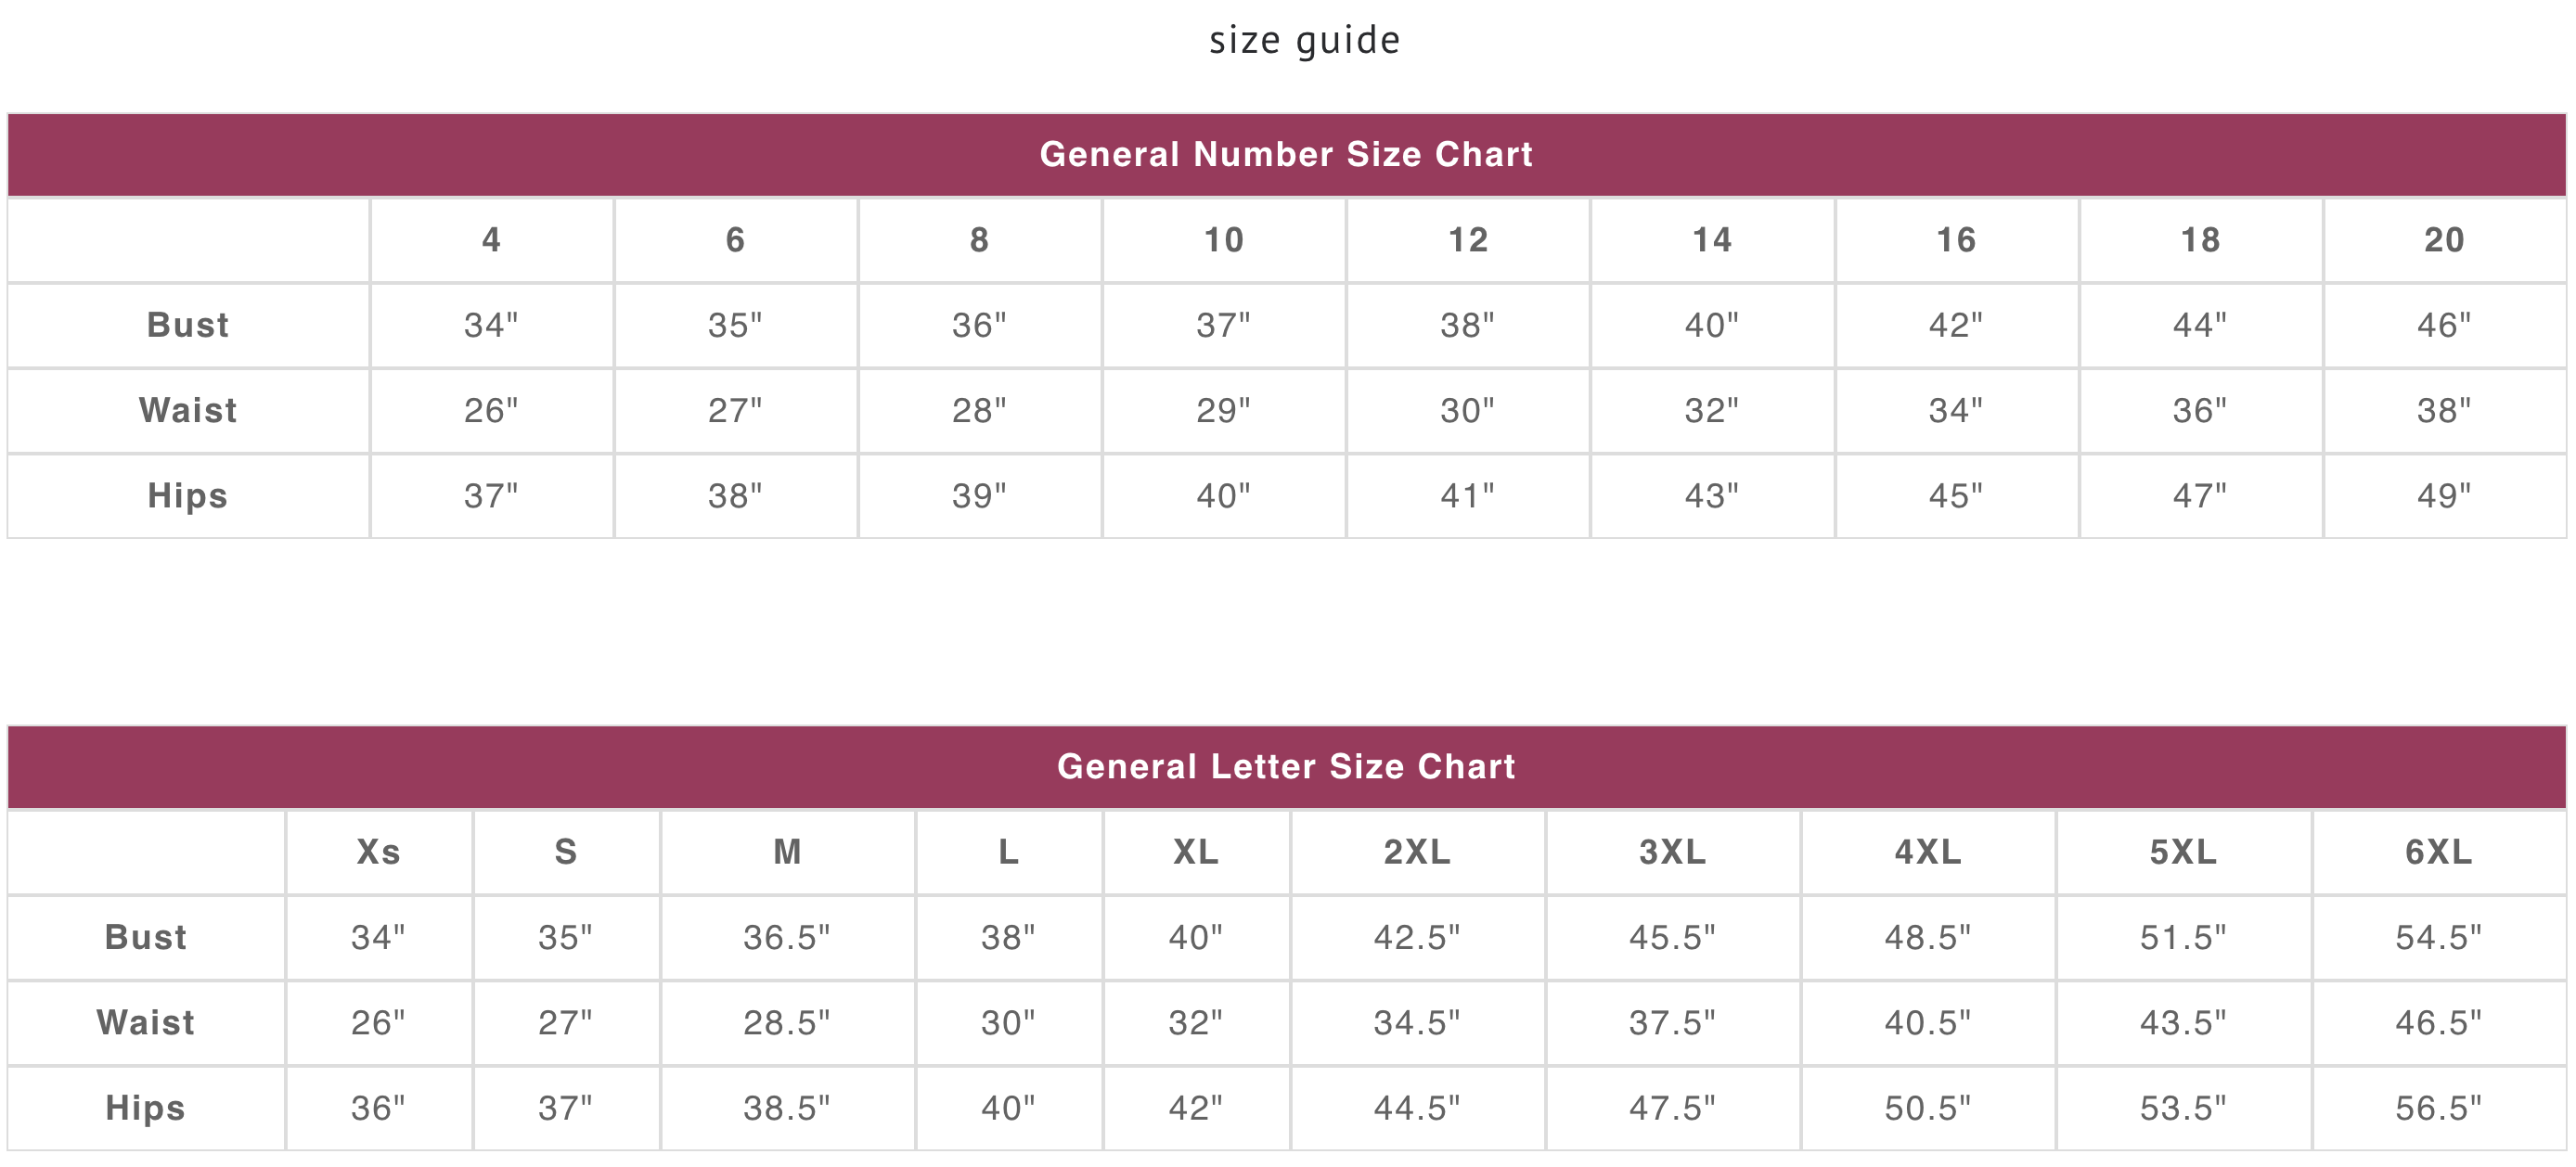 size guide
General Number Size Chart
4 6 8 10 12 14 16 18 20
Bust 34" 35" 36" 37" 38" 40" 42" 44" 46"
Waist 26" 27" 28" 29" 30" 32" 34" 36" 38"
Hips 37" 38" 39" 40" 41" 43" 45" 47" 49"
General Letter Size Chart
Xs S M L XL 2XL 3XL 4XL 5XL 6XL
Bust 34" 35" 36.5" 38" 40" 42.5" 45.5" 48.5" 51.5" 54.5"
Waist 26" 27" 28.5" 30" 32" 34.5" 37.5" 40.5" 43.5" 46.5"
Hips 36" 37" 38.5" 40" 42" 44.5" 47.5" 50.5" 53.5" 56.5"